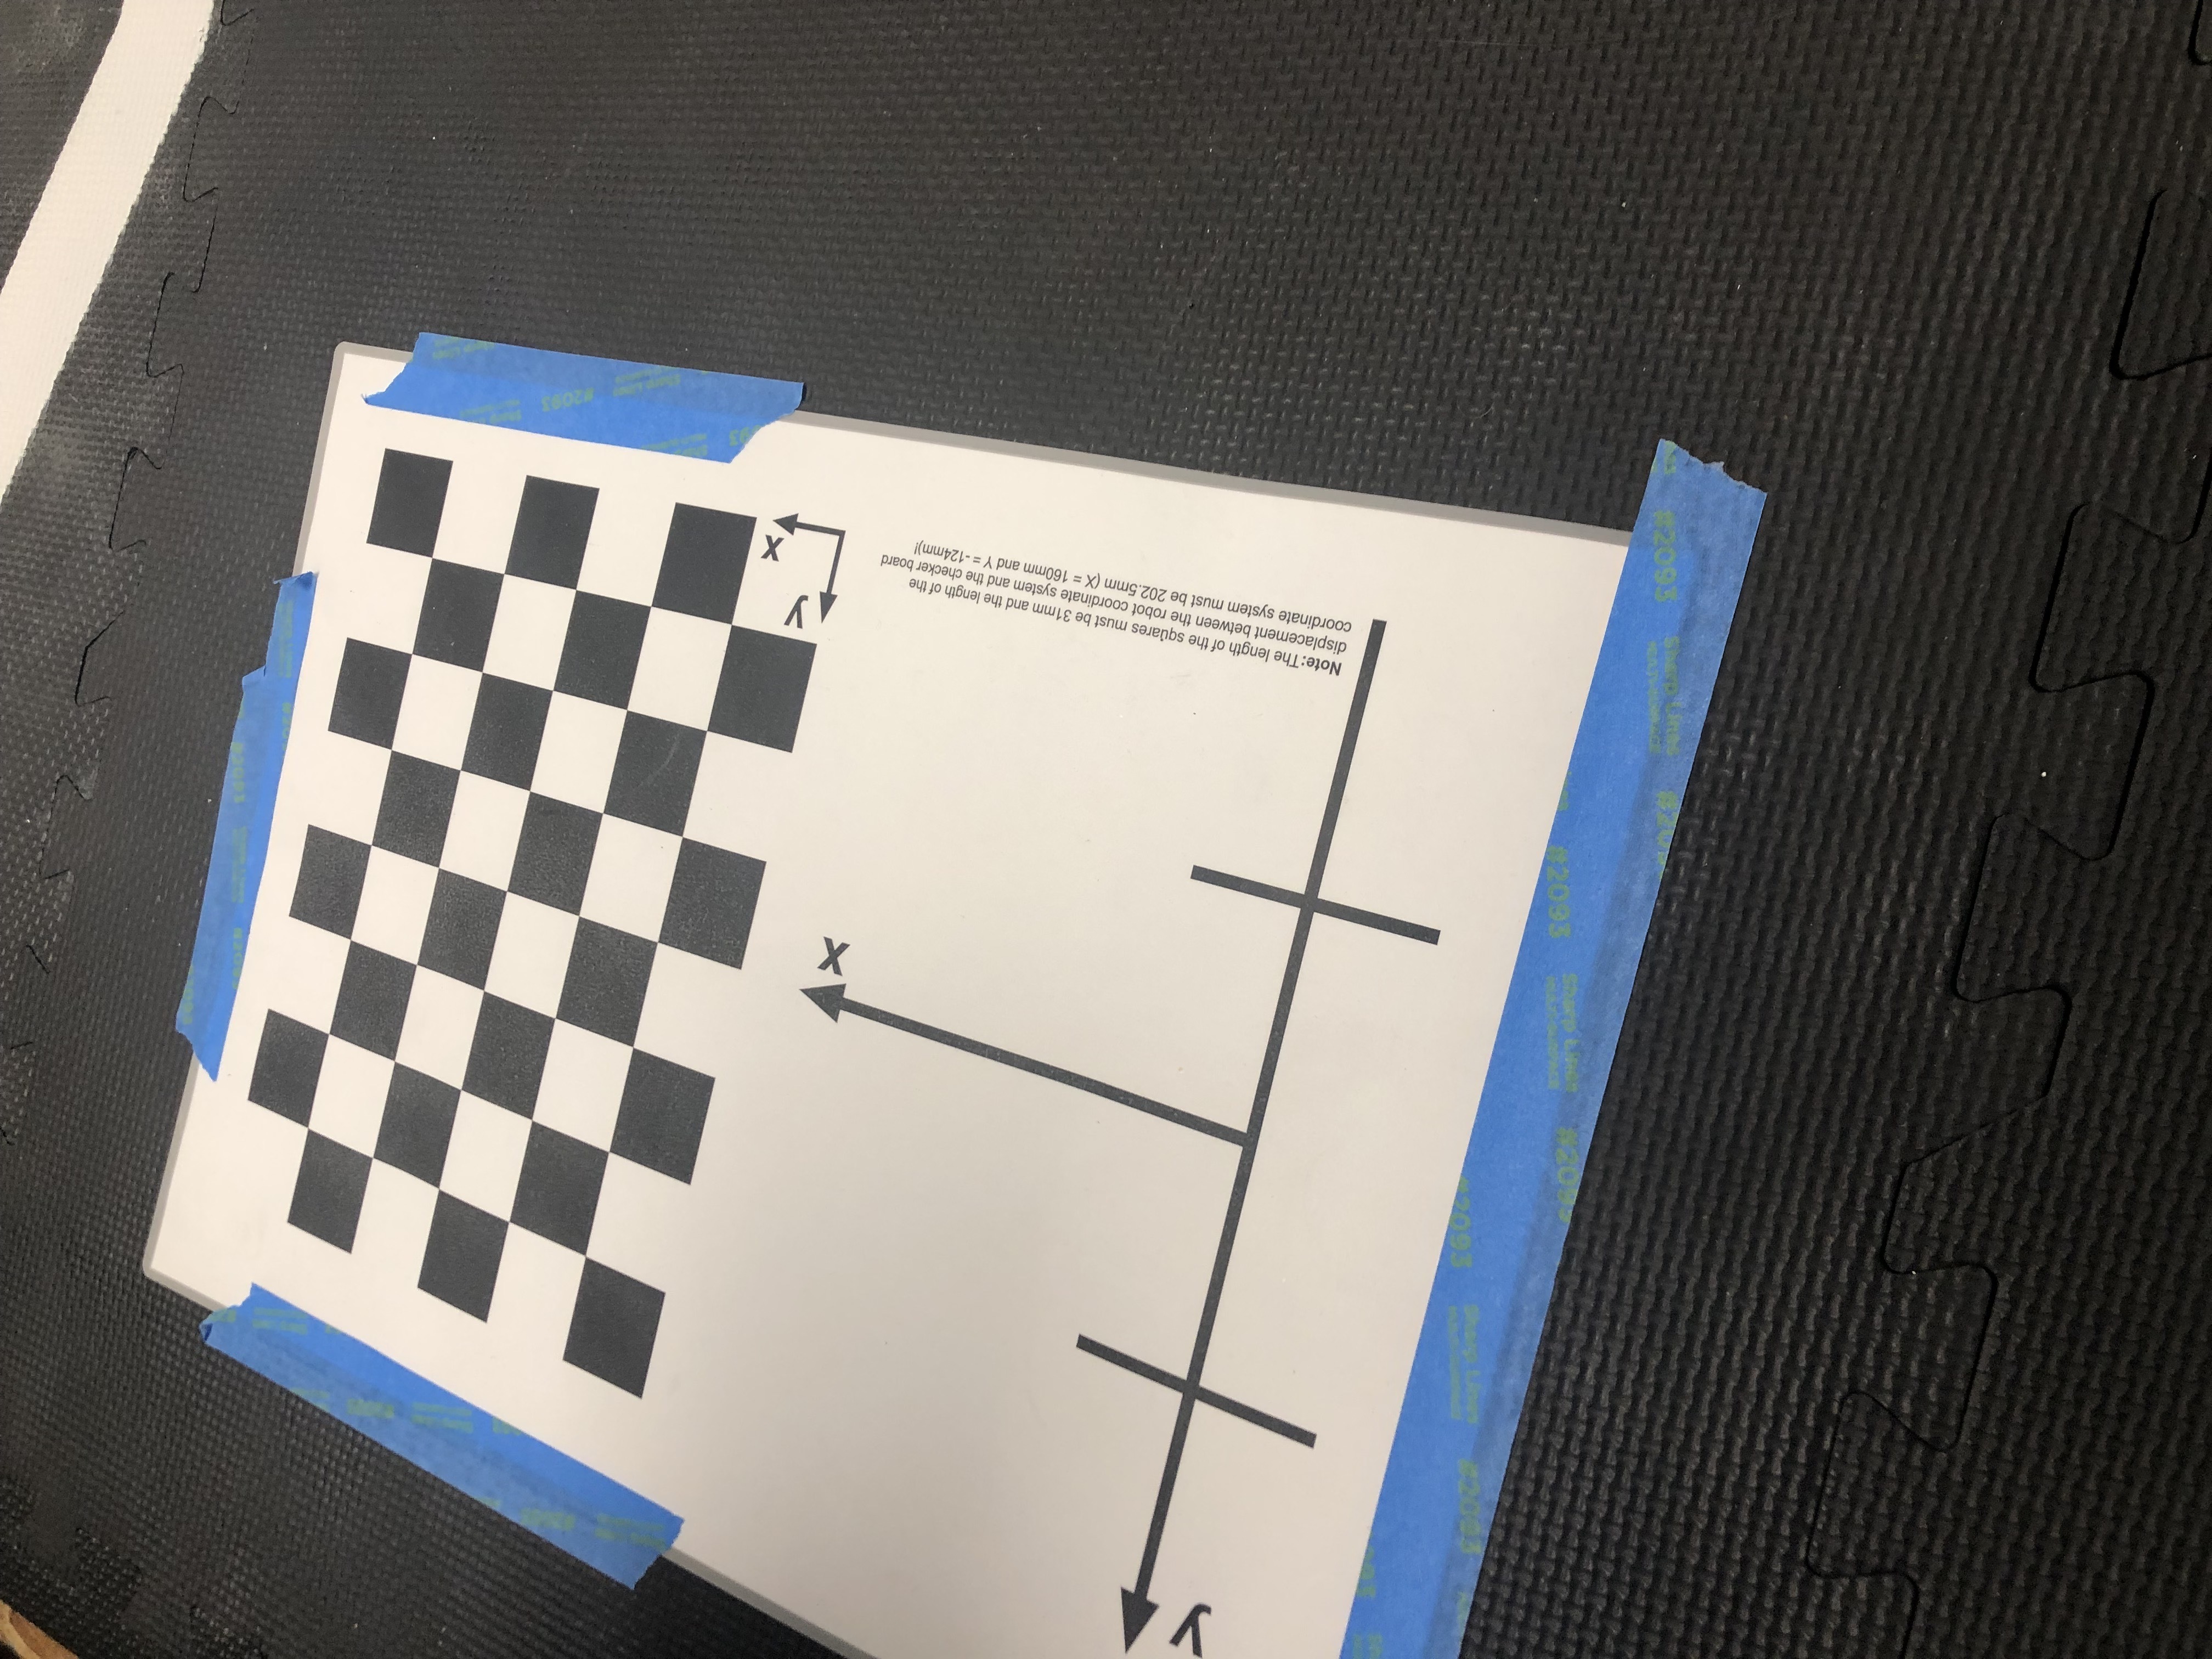 Note: The length of the squares must be 31mm and the length of the
displacement between the robot coordinate system and the checker board
coordinate system must be 202.5mm (X = 160mm and Y = -124mm)!
x
y
x
y
#2093
#2093
#2093
Sharp Lines
#2093
#2093
Sharp Lines
#2093
#2093
Sharp Lines
#2093